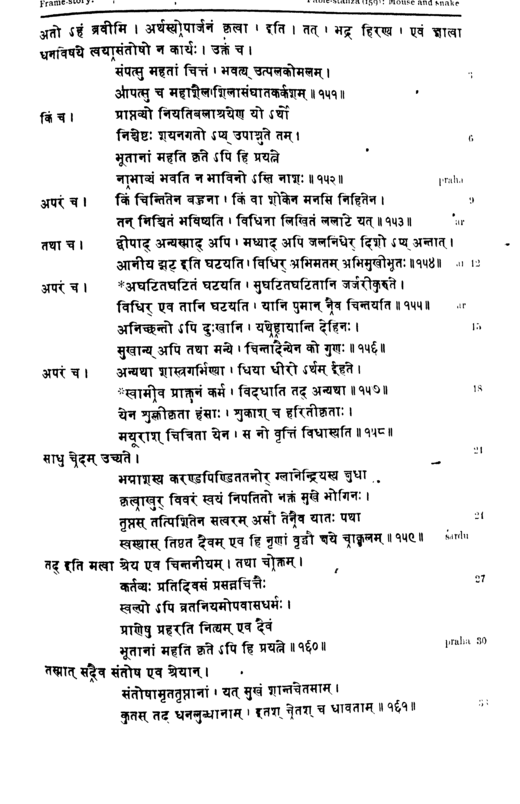 Frame-story. Table-stanza (159): Mouse and snake
अतो ऽहं ब्रवीमि । अर्थस्योपार्जनं कृत्वा । इति । तत् । भद्र हिरण्य । एवं ज्ञात्वा
धनविषये त्वयासंतोषो न कार्यः । उक्तं च ।
संपत्सु महतां चित्तं । भवत्य् उत्पलकोमलम् ।
आपत्सु च महाशैलशिलासंघातकर्कशम् ॥ १५१ ॥
किं च । प्राप्तव्यो नियतिबलाश्रयेण यो ऽर्थो
निश्चेष्टः शयनगतो ऽप्य् उपाश्नुते तम् । 6
भूतानां महति कृते ऽपि हि प्रयत्ने
नाभाव्यं भवति न भाविनो ऽस्ति नाशः ॥ १५२ ॥ praha
अपरं च । किं चिन्तितेन बहुना । किं वा शोकेन मनसि निहितेन । 9
तन् निश्चितं भविष्यति । विधिना लिखितं ललाटे यत् ॥ १५३ ॥ ar
तथा च । द्वीपाद् अन्यस्माद् अपि । मध्याद् अपि जलनिधेर् दिशो ऽप्य् अन्तात् ।
आनीय झट् इति घटयति । विधिर् अभिमतम् अभिमुखीभूतः ॥ १५४ ॥ ar 12
अपरं च । *अघटितघटितं घटयति । सुघटितघटितानि जर्जरीकुरुते ।
विधिर् एव तानि घटयति । यानि पुमान् नैव चिन्तयति ॥ १५५ ॥ ar
अनिच्छन्तो ऽपि दुःखानि । यथेहायान्ति देहिनः । 15
सुखान्य् अपि तथा मन्ये । चिन्तादैन्येन को गुणः ॥ १५६ ॥
अपरं च । अन्यथा शास्त्रगर्भिण्या । धिया धीरो ऽर्थम् ईहते ।
*स्वामीव प्राक्तनं कर्म । विदधाति तद् अन्यथा ॥ १५७ ॥ 18
येन शुक्लीकृता हंसाः । शुकाश् च हरितीकृताः ।
मयूराश् चित्रिता येन । स नो वृत्तिं विधास्यति ॥ १५८ ॥
साधु चेदम् उच्यते । 21
भग्नाशस्य करण्डपिण्डिततनोर् ग्लानेन्द्रियस्य क्षुधा
कृत्वाखुर् विवरं स्वयं निपतितो नक्तं मुखे भोगिनः ।
तृप्तस् तत्पिशितेन सत्वरम् असौ तेनैव यातः पथा 24
स्वस्थास् तिष्ठत दैवम् एव हि नृणां वृद्धौ क्षये चाकुलम् ॥ १५९ ॥ śārdū
तद् इति मत्वा श्रेय एव चिन्तनीयम् । तथा चोक्तम् ।
कर्तव्यः प्रतिदिवसं प्रसन्नचित्तैः 27
स्वल्पो ऽपि व्रतनियमोपवासधर्मः ।
प्राणेषु प्रहरति नित्यम् एव दैवं
भूतानां महति कृते ऽपि हि प्रयत्ने ॥ १६० ॥ praha 30
तस्मात् सदैव संतोष एव श्रेयान् ।
संतोषामृततृप्तानां । यत् सुखं शान्तचेतसाम् ।
कुतस् तद् धनलुब्धानाम् । इतश् चेतश् च धावताम् ॥ १६१ ॥